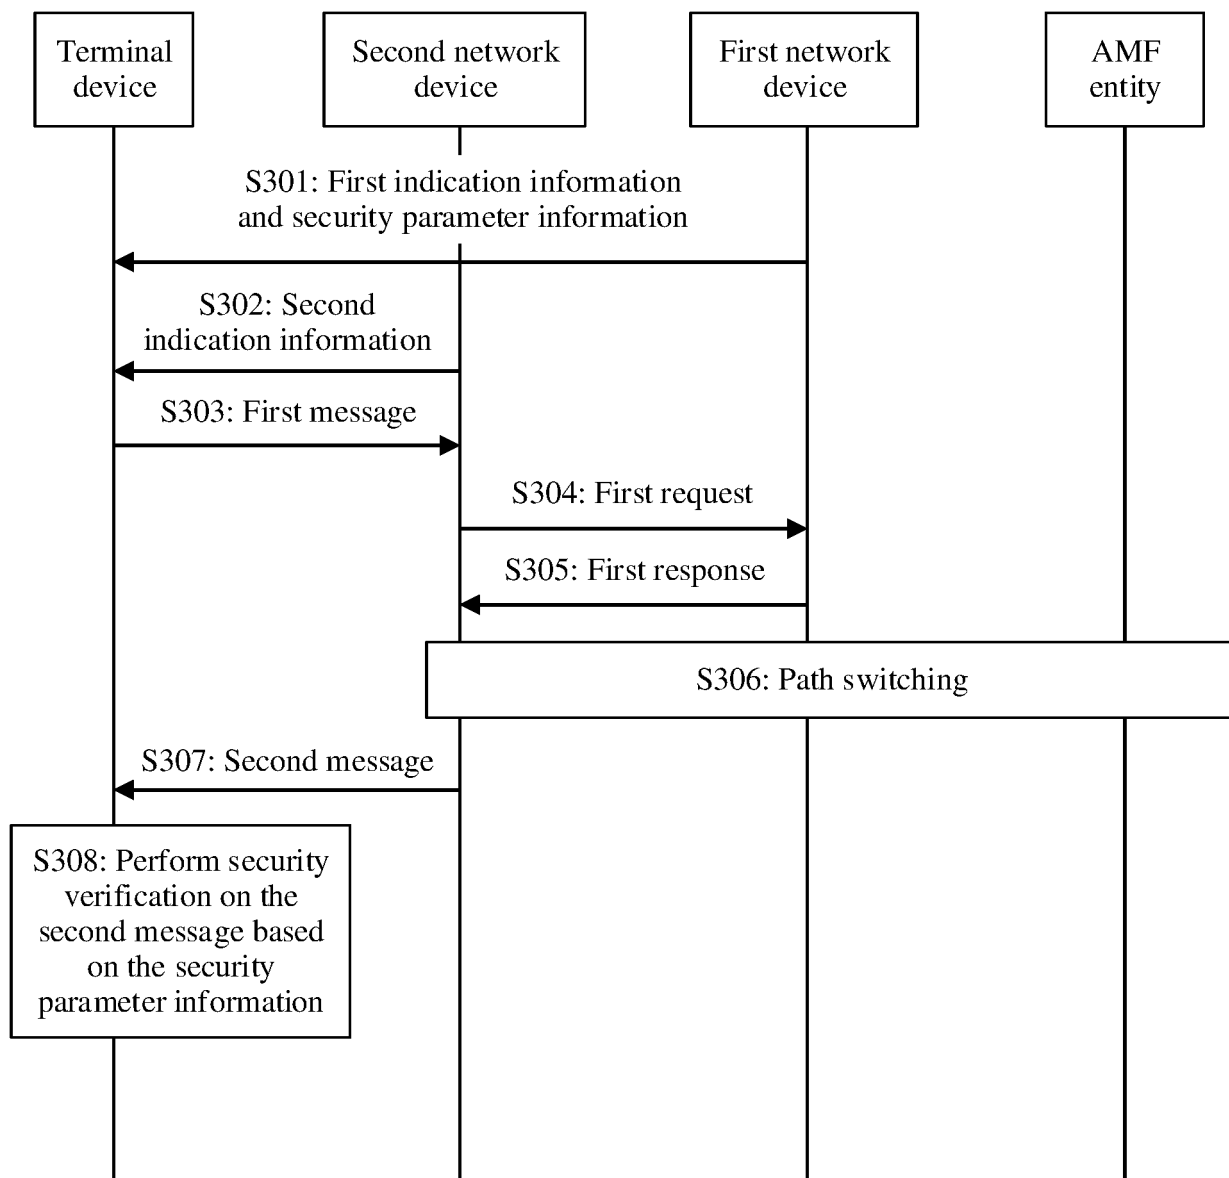 Terminal
device
Second network
device
First network
device
AMF
entity
S301: First indication information
and security parameter information
S302: Second
indication information
S303: First message
S304: First request
S305: First response
S306: Path switching
S307: Second message
S308: Perform security
verification on the
second message based
on the security
parameter information